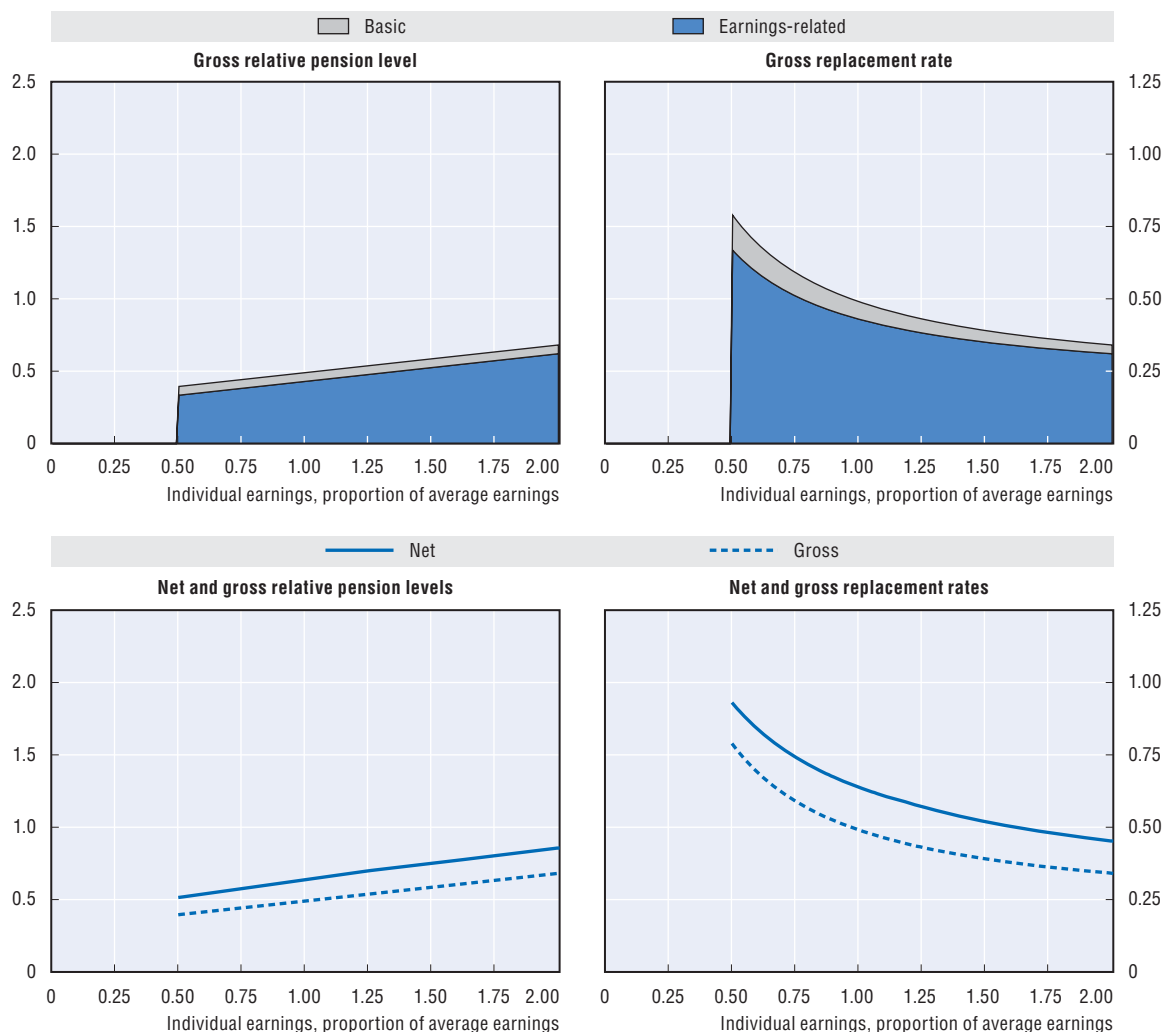 Basic Earnings-related
Gross relative pension level
2.5
2.0
1.5
1.0
0.5
0
0 0.25 0.50 0.75 1.00 1.25 1.50 1.75 2.00
Individual earnings, proportion of average earnings
Gross replacement rate
1.25
1.00
0.75
0.50
0.25
0
0 0.25 0.50 0.75 1.00 1.25 1.50 1.75 2.00
Individual earnings, proportion of average earnings
Net Gross
Net and gross relative pension levels
2.5
2.0
1.5
1.0
0.5
0
0 0.25 0.50 0.75 1.00 1.25 1.50 1.75 2.00
Individual earnings, proportion of average earnings
Net and gross replacement rates
1.25
1.00
0.75
0.50
0.25
0
0 0.25 0.50 0.75 1.00 1.25 1.50 1.75 2.00
Individual earnings, proportion of average earnings